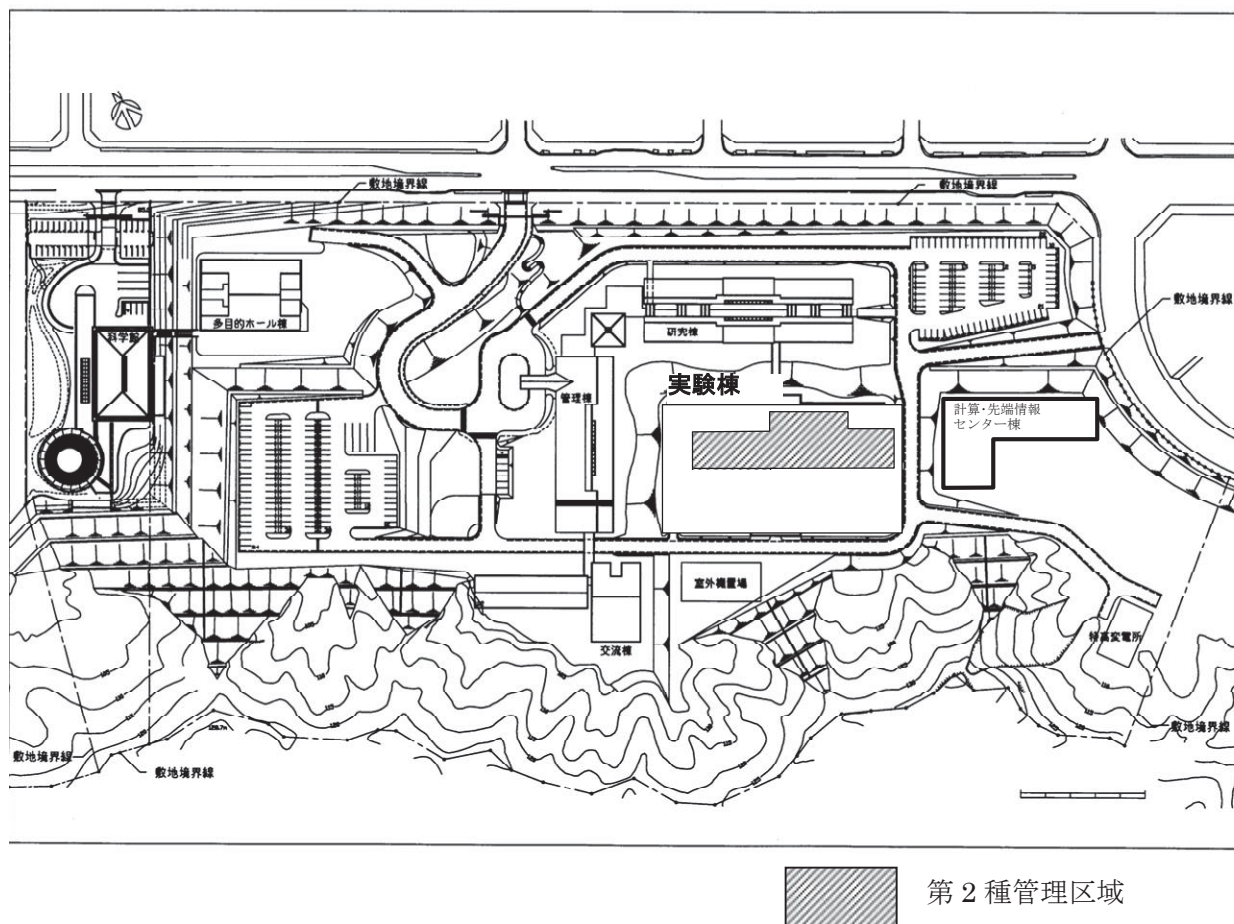 敷地境界線
敷地境界線
敷地境界線
多目的ホール棟
科学館
研究棟
管理棟
実験棟
計算・先端情報
センター棟
室外機置場
交流棟
特高変電所
敷地境界線
敷地境界線
敷地境界線
第 2 種管理区域